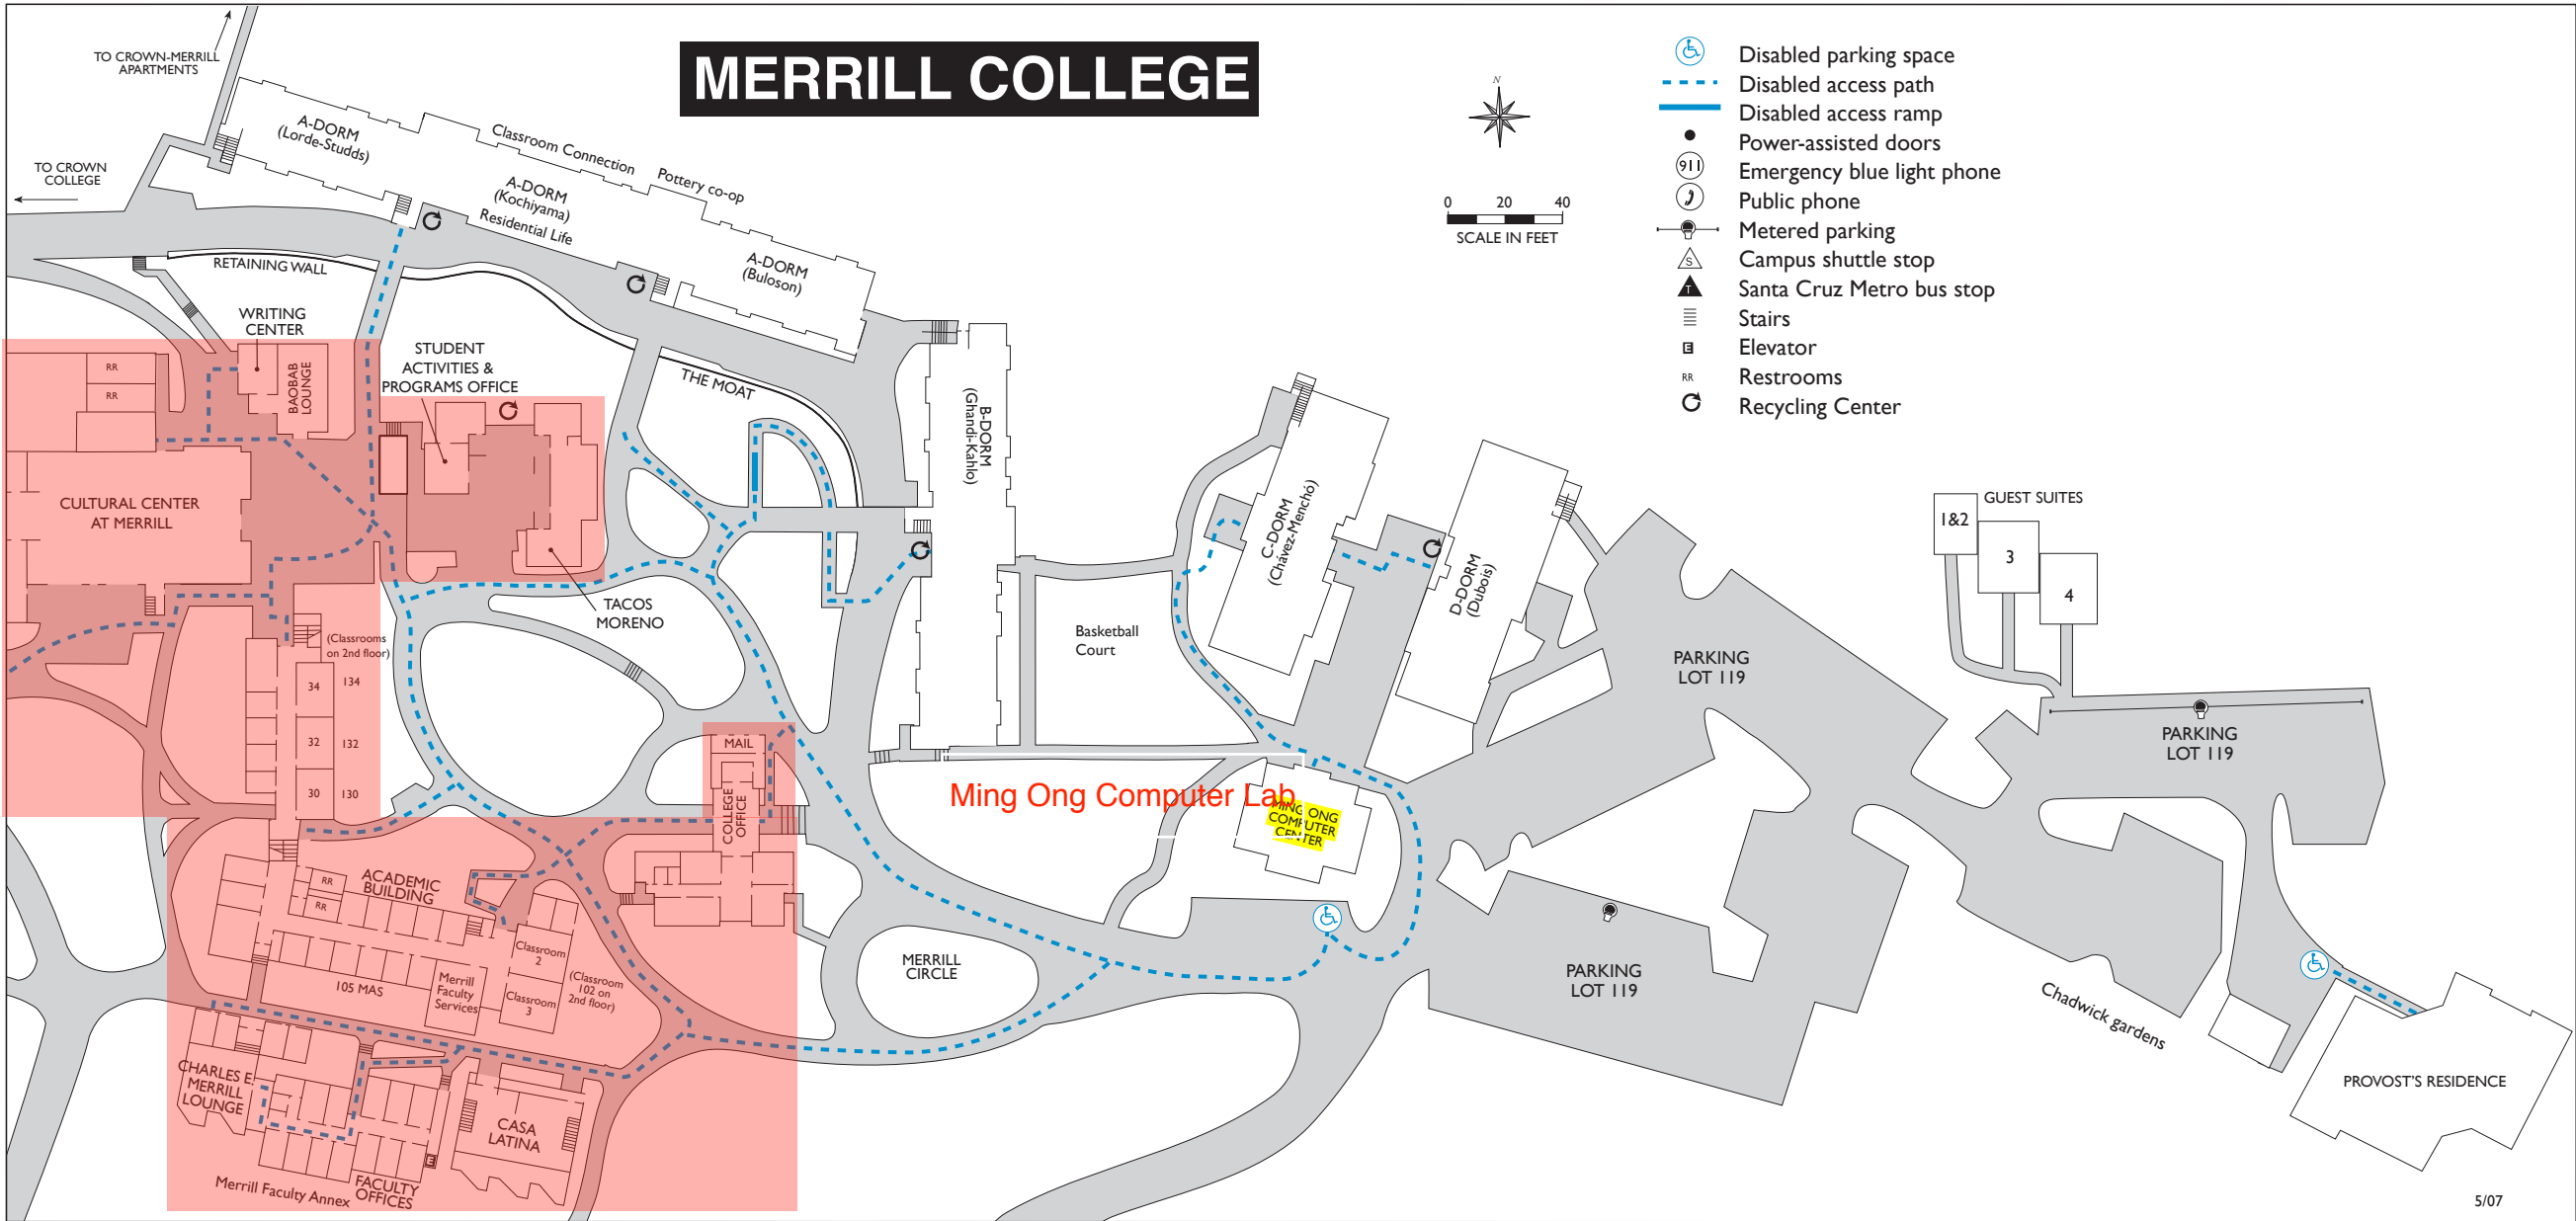 MERRILL COLLEGE
TO CROWN-MERRILL
APARTMENTS
TO CROWN
COLLEGE
A-DORM
(Lorde-Studds)
Classroom Connection
Pottery co-op
A-DORM
(Kochiyama)
Residential Life
A-DORM
(Buloson)
RETAINING WALL
N
0 20 40
SCALE IN FEET
Disabled parking space
Disabled access path
Disabled access ramp
Power-assisted doors
911 Emergency blue light phone
Public phone
Metered parking
S Campus shuttle stop
T Santa Cruz Metro bus stop
Stairs
E Elevator
RR Restrooms
Recycling Center
WRITING
CENTER
BAOBAB
LOUNGE
RR
RR
STUDENT
ACTIVITIES &
PROGRAMS OFFICE
THE MOAT
B-DORM
(Ghandi-Kahlo)
CULTURAL CENTER
AT MERRILL
C-DORM
(Chávez-Menchó)
D-DORM
(Dubois)
GUEST SUITES
1&2
3
4
TACOS
MORENO
Basketball
Court
(Classrooms
on 2nd floor)
34 134
32 132
30 130
PARKING
LOT 119
PARKING
LOT 119
MAIL
COLLEGE
OFFICE
Ming Ong Computer Lab
MING ONG
COMPUTER
CENTER
ACADEMIC
BUILDING
RR
RR
Classroom
2
(Classroom
102 on
2nd floor)
Classroom
3
Merrill
Faculty
Services
105 MAS
MERRILL
CIRCLE
PARKING
LOT 119
Chadwick gardens
PROVOST'S RESIDENCE
CHARLES E.
MERRILL
LOUNGE
CASA
LATINA
E
Merrill Faculty Annex
FACULTY
OFFICES
5/07